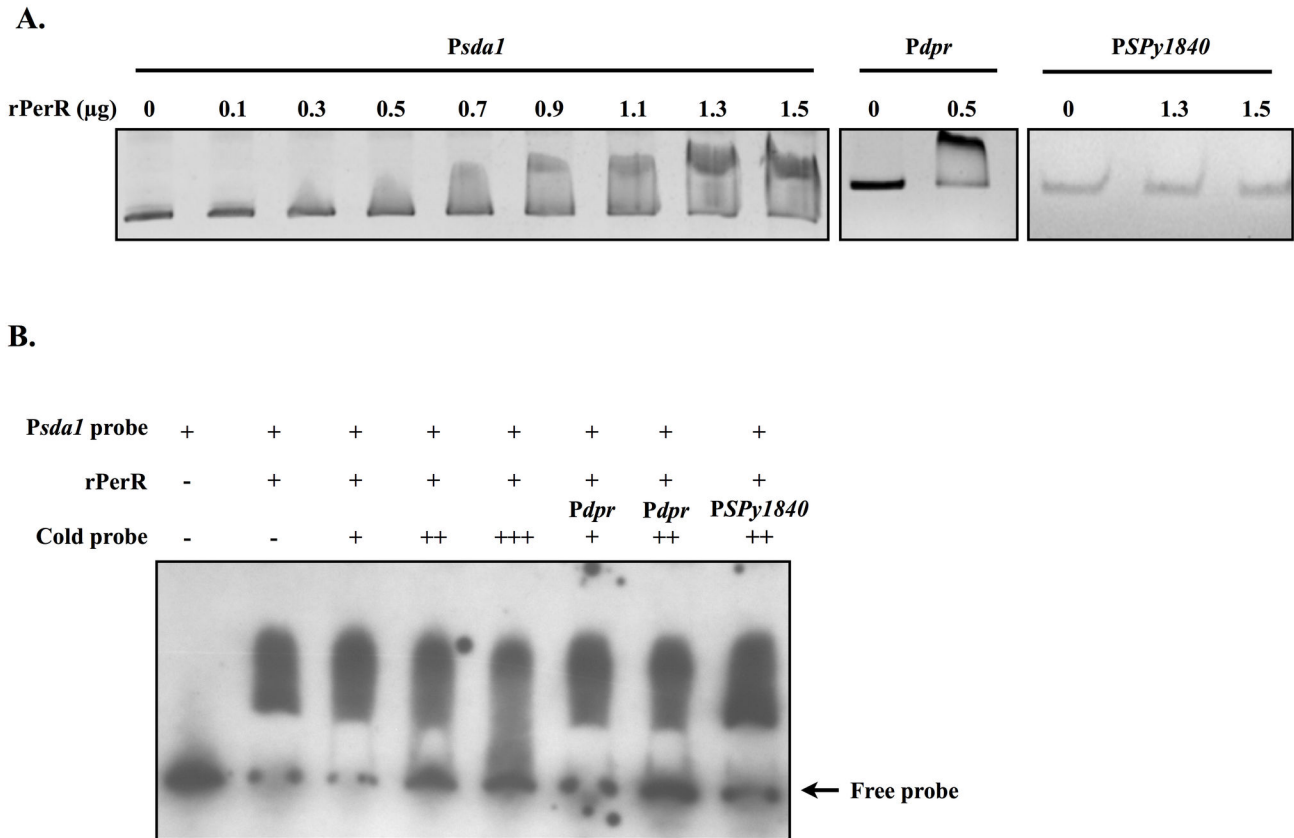 A.
Psda1 Pdpr PSPy1840
rPerR (µg) 0 0.1 0.3 0.5 0.7 0.9 1.1 1.3 1.5 0 0.5 0 1.3 1.5
B.
Psda1 probe + + + + + + + +
rPerR - + + + + + + +
Pdpr Pdpr PSPy1840
Cold probe - - + ++ +++ + ++ ++
Free probe